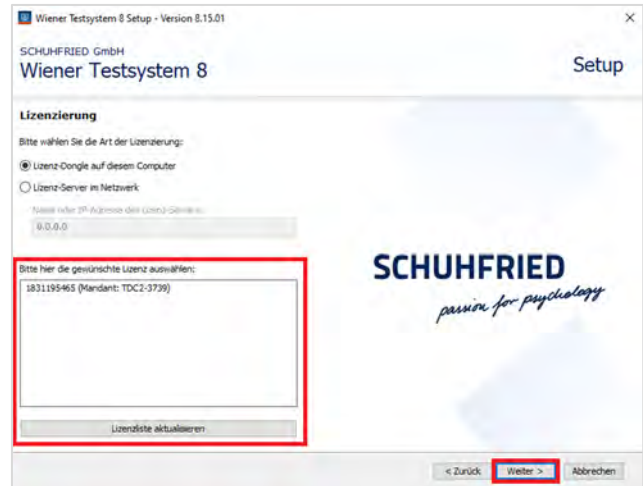 Wiener Testsystem 8 Setup - Version 8.15.01
SCHUHFRIED GmbH
Wiener Testsystem 8
Setup
Lizenzierung
Bitte wählen Sie die Art der Lizenzierung:
Lizenz-Dongle auf diesem Computer
Lizenz-Server im Netzwerk
Name oder IP-Adresse des Lizenz-Servers:
0.0.0.0
Bitte hier die gewünschte Lizenz auswählen:
1831195465 (Mandant: TDC2-3739)
Lizenzliste aktualisieren
SCHUHFRIED
passion for psychology
< Zurück
Weiter >
Abbrechen